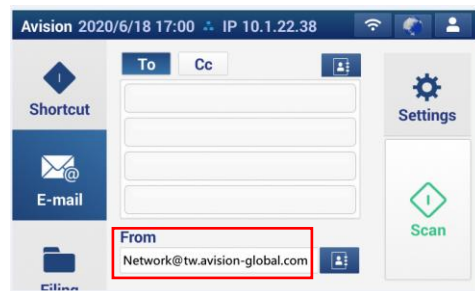 Avision 2020/6/18 17:00 IP 10.1.22.38
To Cc
Shortcut
Settings
E-mail
Scan
From
Network@tw.avision-global.com
Filing